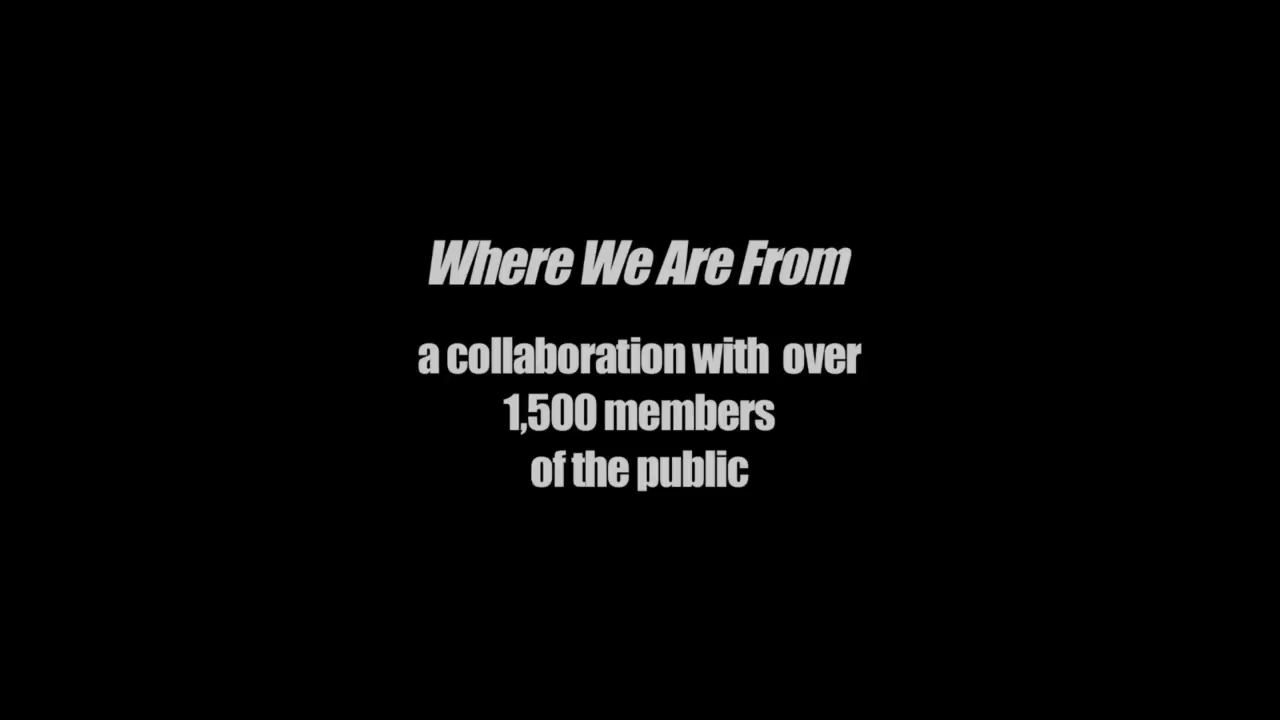 Where We Are From
a collaboration with over
1,500 members
of the public